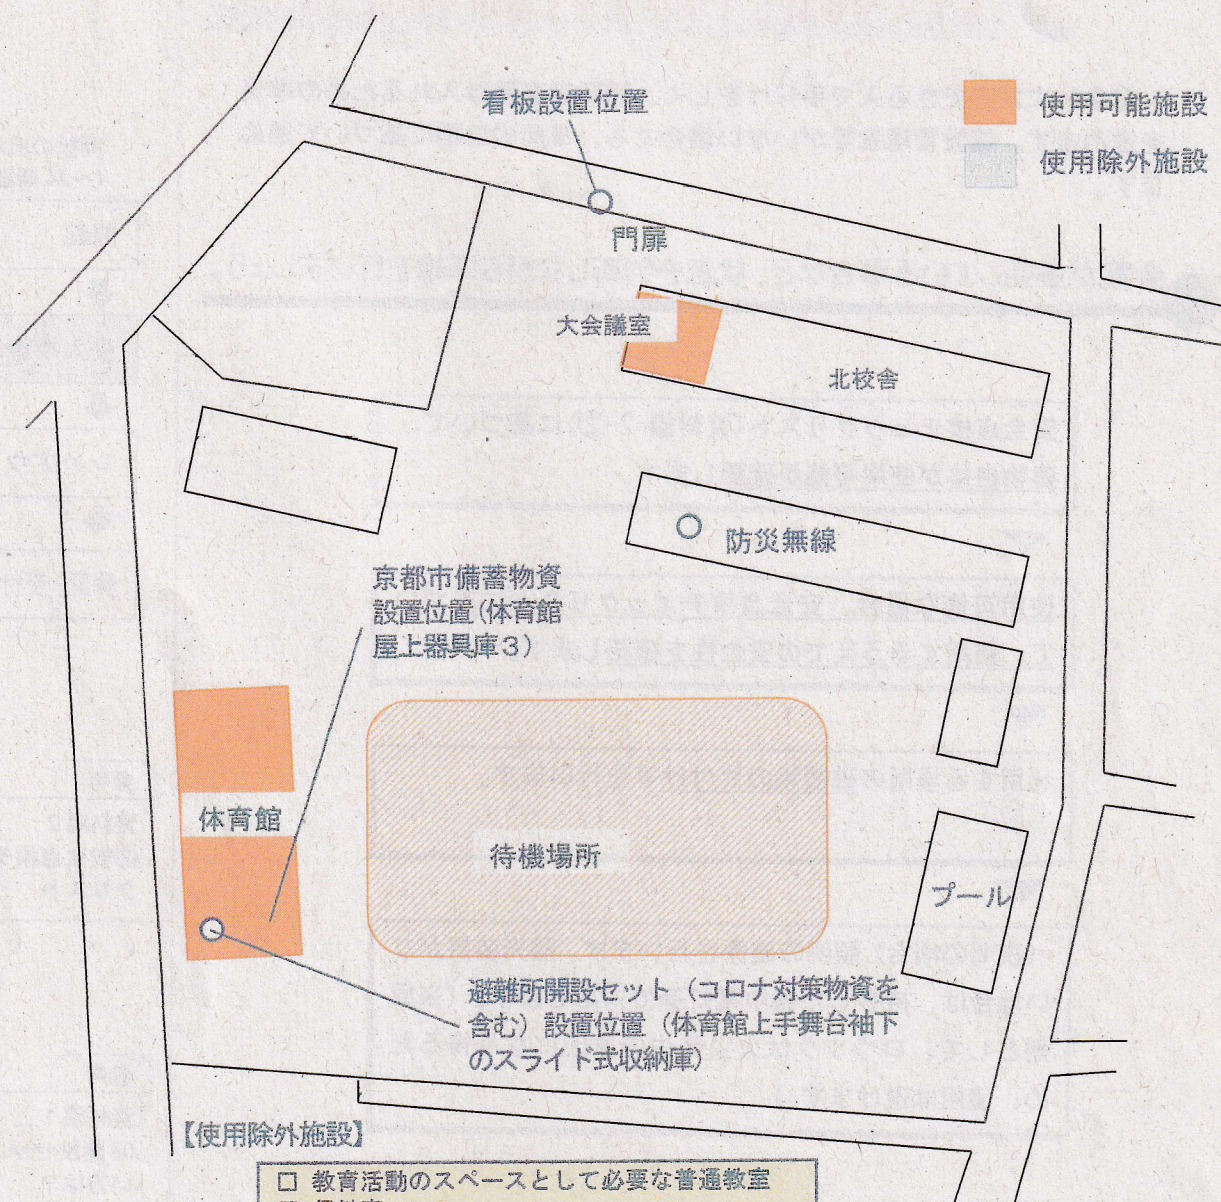 看板設置位置
使用可能施設
使用除外施設
門扉
大会議室
北校舎
防災無線
京都市備蓄物資
設置位置（体育館
屋上器具庫３）
体育館
待機場所
プール
避難所開設セット（コロナ対策物資を
含む）設置位置（体育館上手舞台袖下
のスライド式収納庫）
【使用除外施設】
□ 教育活動のスペースとして必要な普通教室